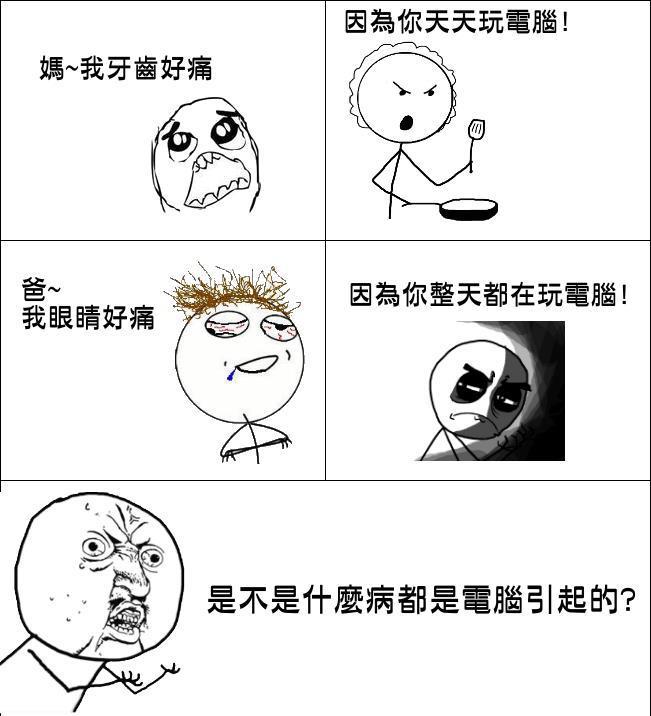 媽~我牙齒好痛
因為你天天玩電腦!
爸~
我眼睛好痛
因為你整天都在玩電腦!
是不是什麼病都是電腦引起的?